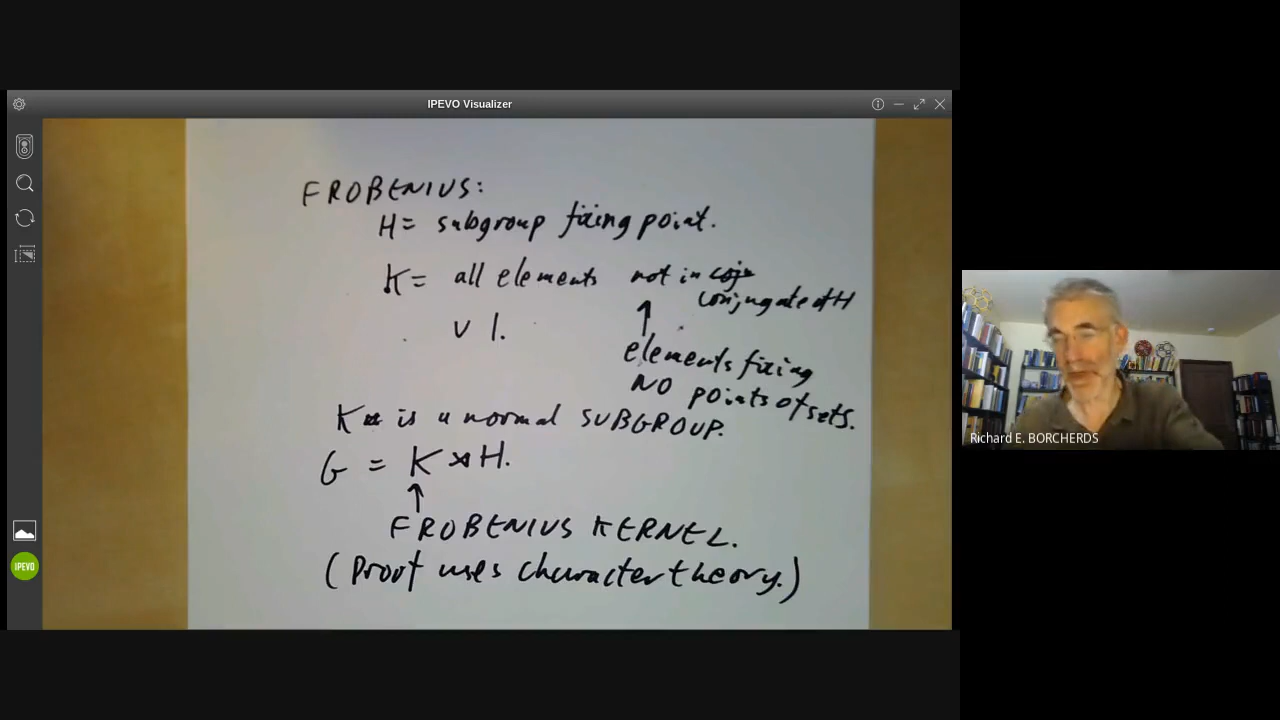 IPEVO Visualizer
FROBENIUS:
H = subgroup fixing point.
K = all elements not in
conjugate of H
∪ 1.
↑
elements fixing
NO points of sets.
K is a normal SUBGROUP.
G = K ⋊ H.
↑
FROBENIUS KERNEL.
(Proof uses character theory.)
IPEVO
Richard E. BORCHERDS